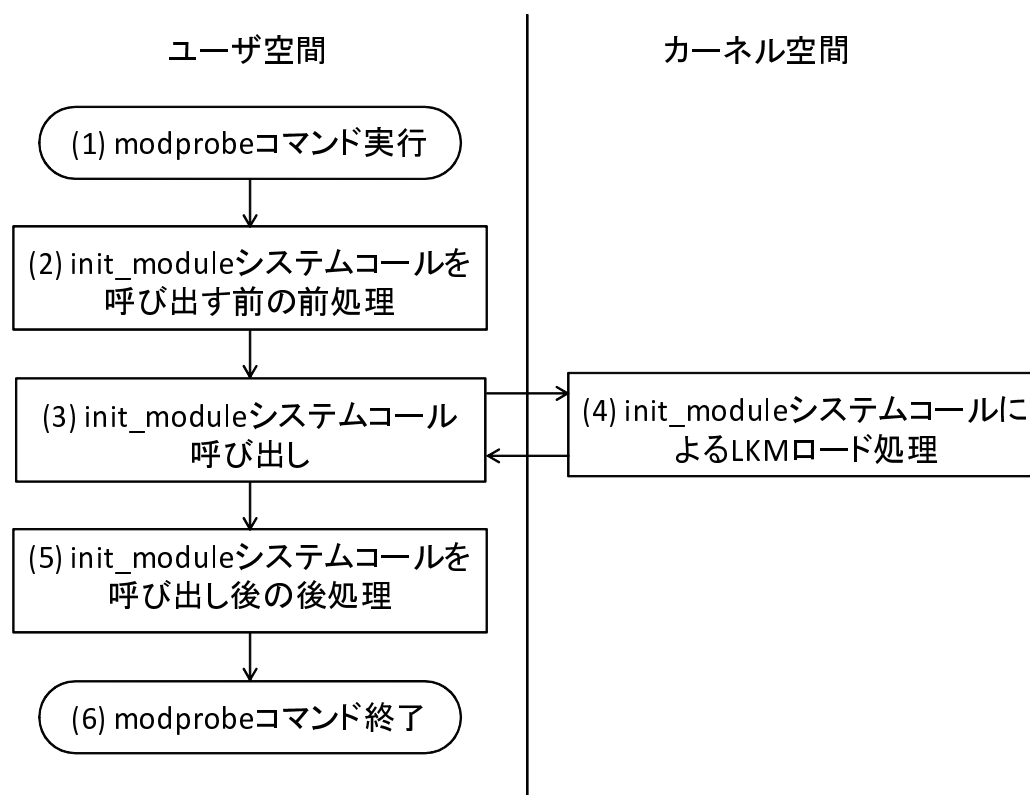 ユーザ空間
カーネル空間
(1) modprobeコマンド実行
(2) init_moduleシステムコールを
呼び出す前の前処理
(3) init_moduleシステムコール
呼び出し
(4) init_moduleシステムコールに
よるLKMロード処理
(5) init_moduleシステムコールを
呼び出し後の後処理
(6) modprobeコマンド終了